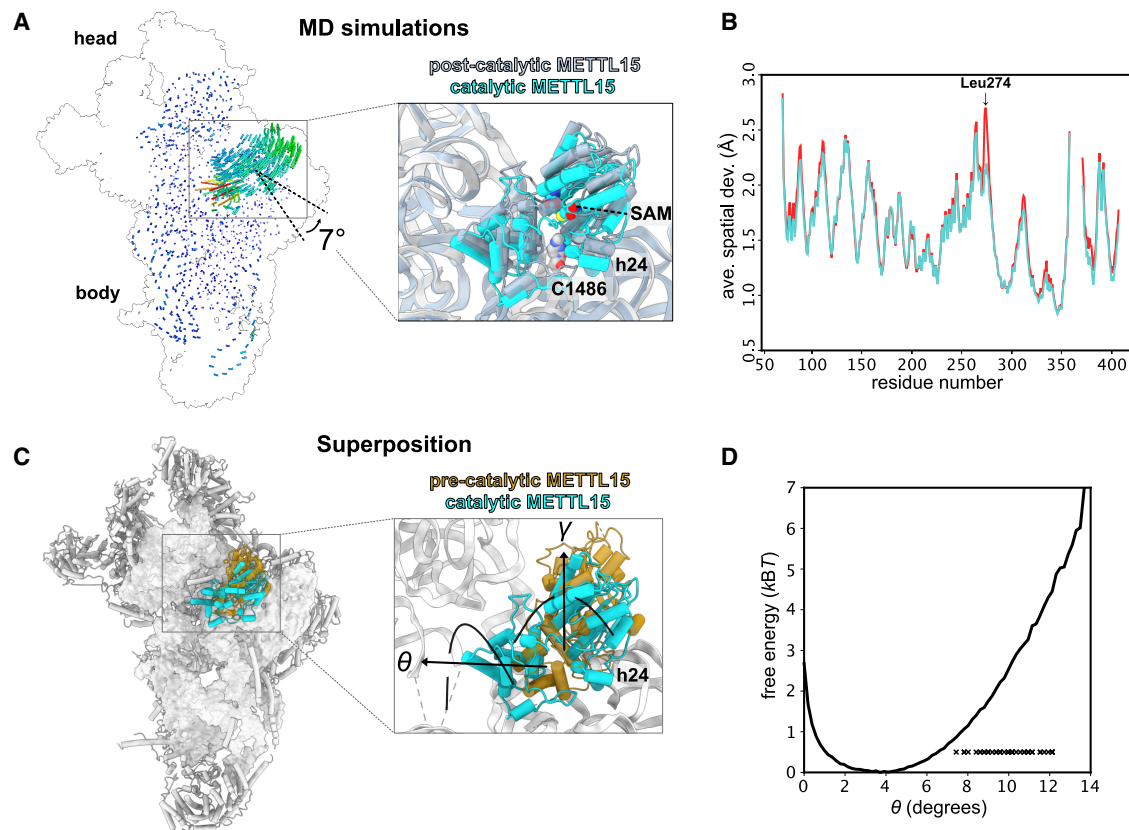 A
MD simulations
head
body
7°
post-catalytic METTL15
catalytic METTL15
SAM
h24
C1486
B
Leu274
ave. spatial dev. (Å)
3.0
2.5
2.0
1.5
1.0
0.5
50 100 150 200 250 300 350 400
residue number
C
Superposition
pre-catalytic METTL15
catalytic METTL15
γ
θ
l
h24
D
free energy (kBT)
7
6
5
4
3
2
1
0
0 2 4 6 8 10 12 14
θ (degrees)